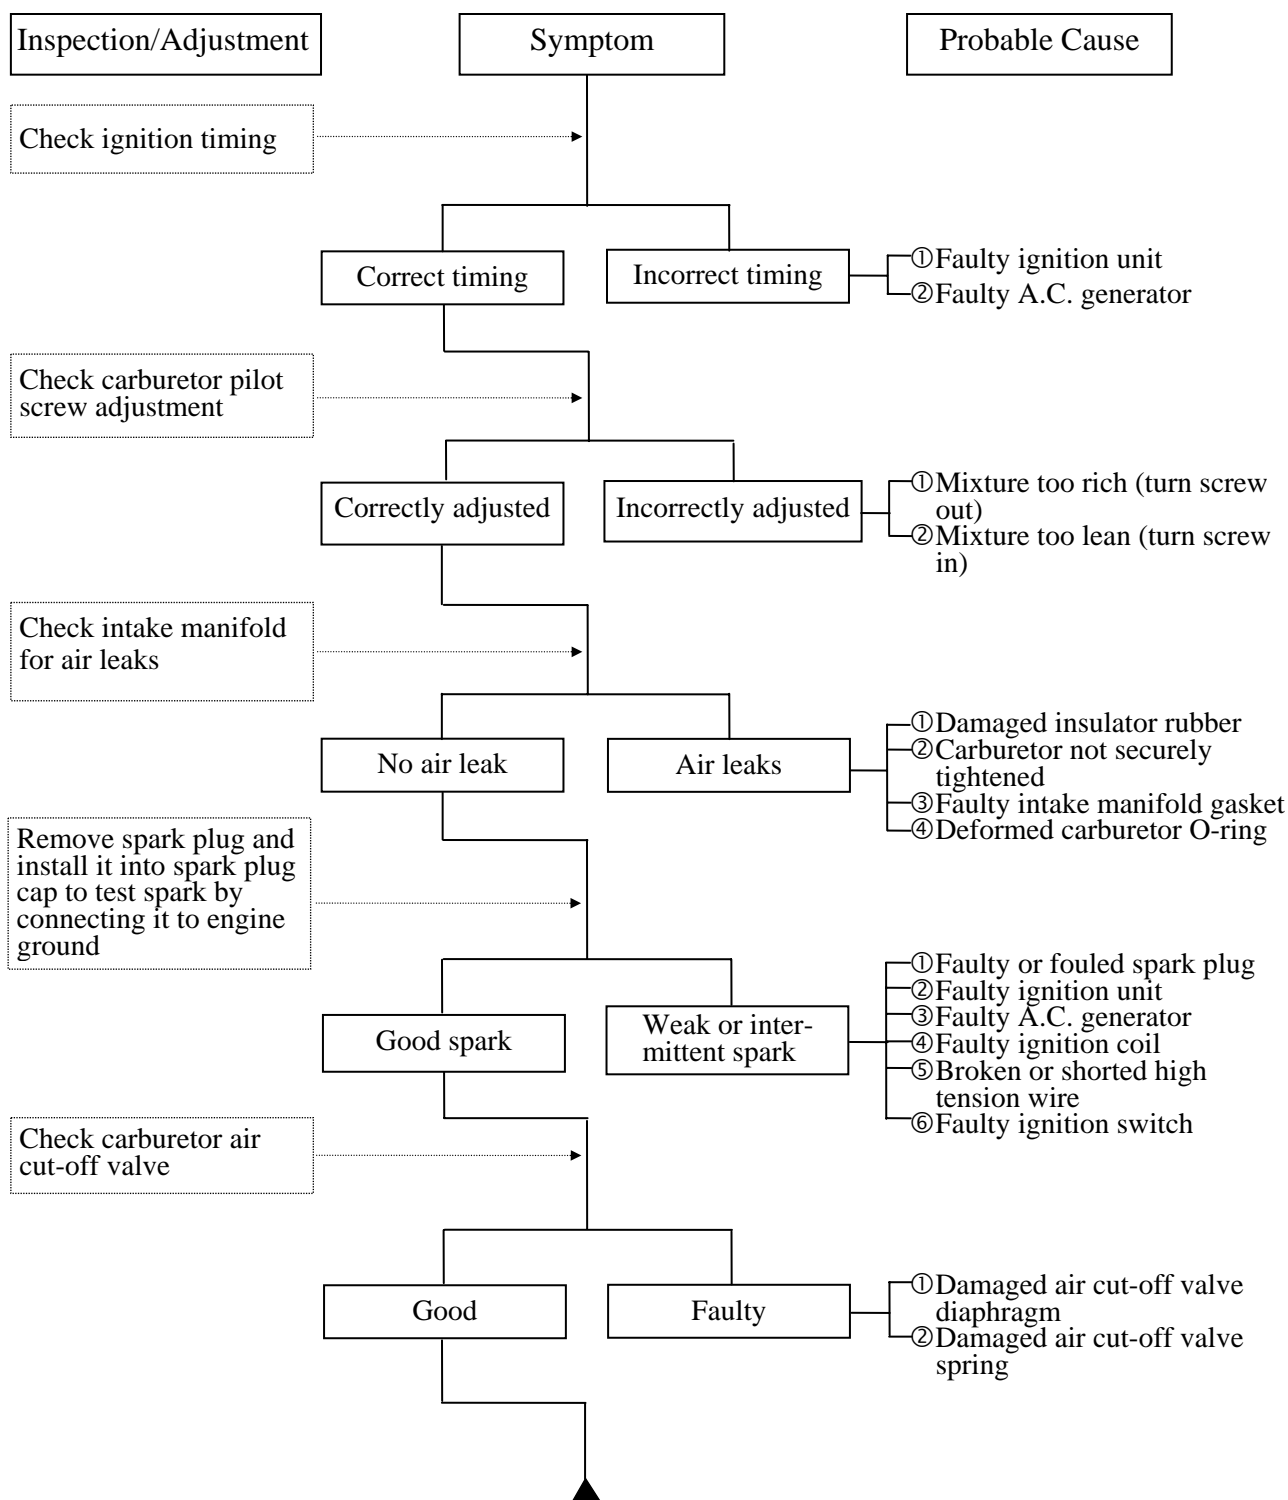 Inspection/Adjustment
Symptom
Probable Cause
Check ignition timing
Correct timing
Incorrect timing
①Faulty ignition unit
②Faulty A.C. generator
Check carburetor pilot
screw adjustment
Correctly adjusted
Incorrectly adjusted
①Mixture too rich (turn screw
out)
②Mixture too lean (turn screw
in)
Check intake manifold
for air leaks
No air leak
Air leaks
①Damaged insulator rubber
②Carburetor not securely
tightened
③Faulty intake manifold gasket
④Deformed carburetor O-ring
Remove spark plug and
install it into spark plug
cap to test spark by
connecting it to engine
ground
Good spark
Weak or inter-
mittent spark
①Faulty or fouled spark plug
②Faulty ignition unit
③Faulty A.C. generator
④Faulty ignition coil
⑤Broken or shorted high
tension wire
⑥Faulty ignition switch
Check carburetor air
cut-off valve
Good
Faulty
①Damaged air cut-off valve
diaphragm
②Damaged air cut-off valve
spring